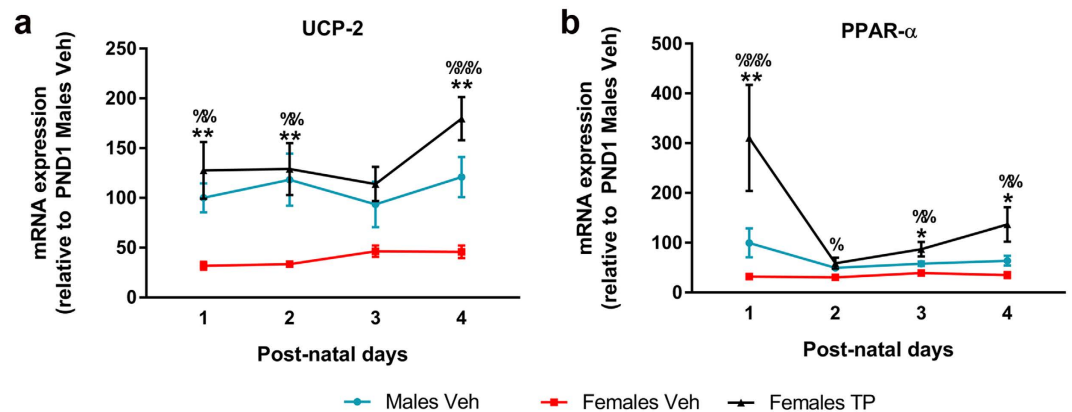 a
UCP-2
mRNA expression
(relative to PND1 Males Veh)
250
200
150
100
50
0
%%
**
%%
**
%%%
**
1 2 3 4
Post-natal days
b
PPAR-α
mRNA expression
(relative to PND1 Males Veh)
500
400
300
200
100
0
%%%
**
%
%%
*
%%
*
1 2 3 4
Post-natal days
Males Veh Females Veh Females TP